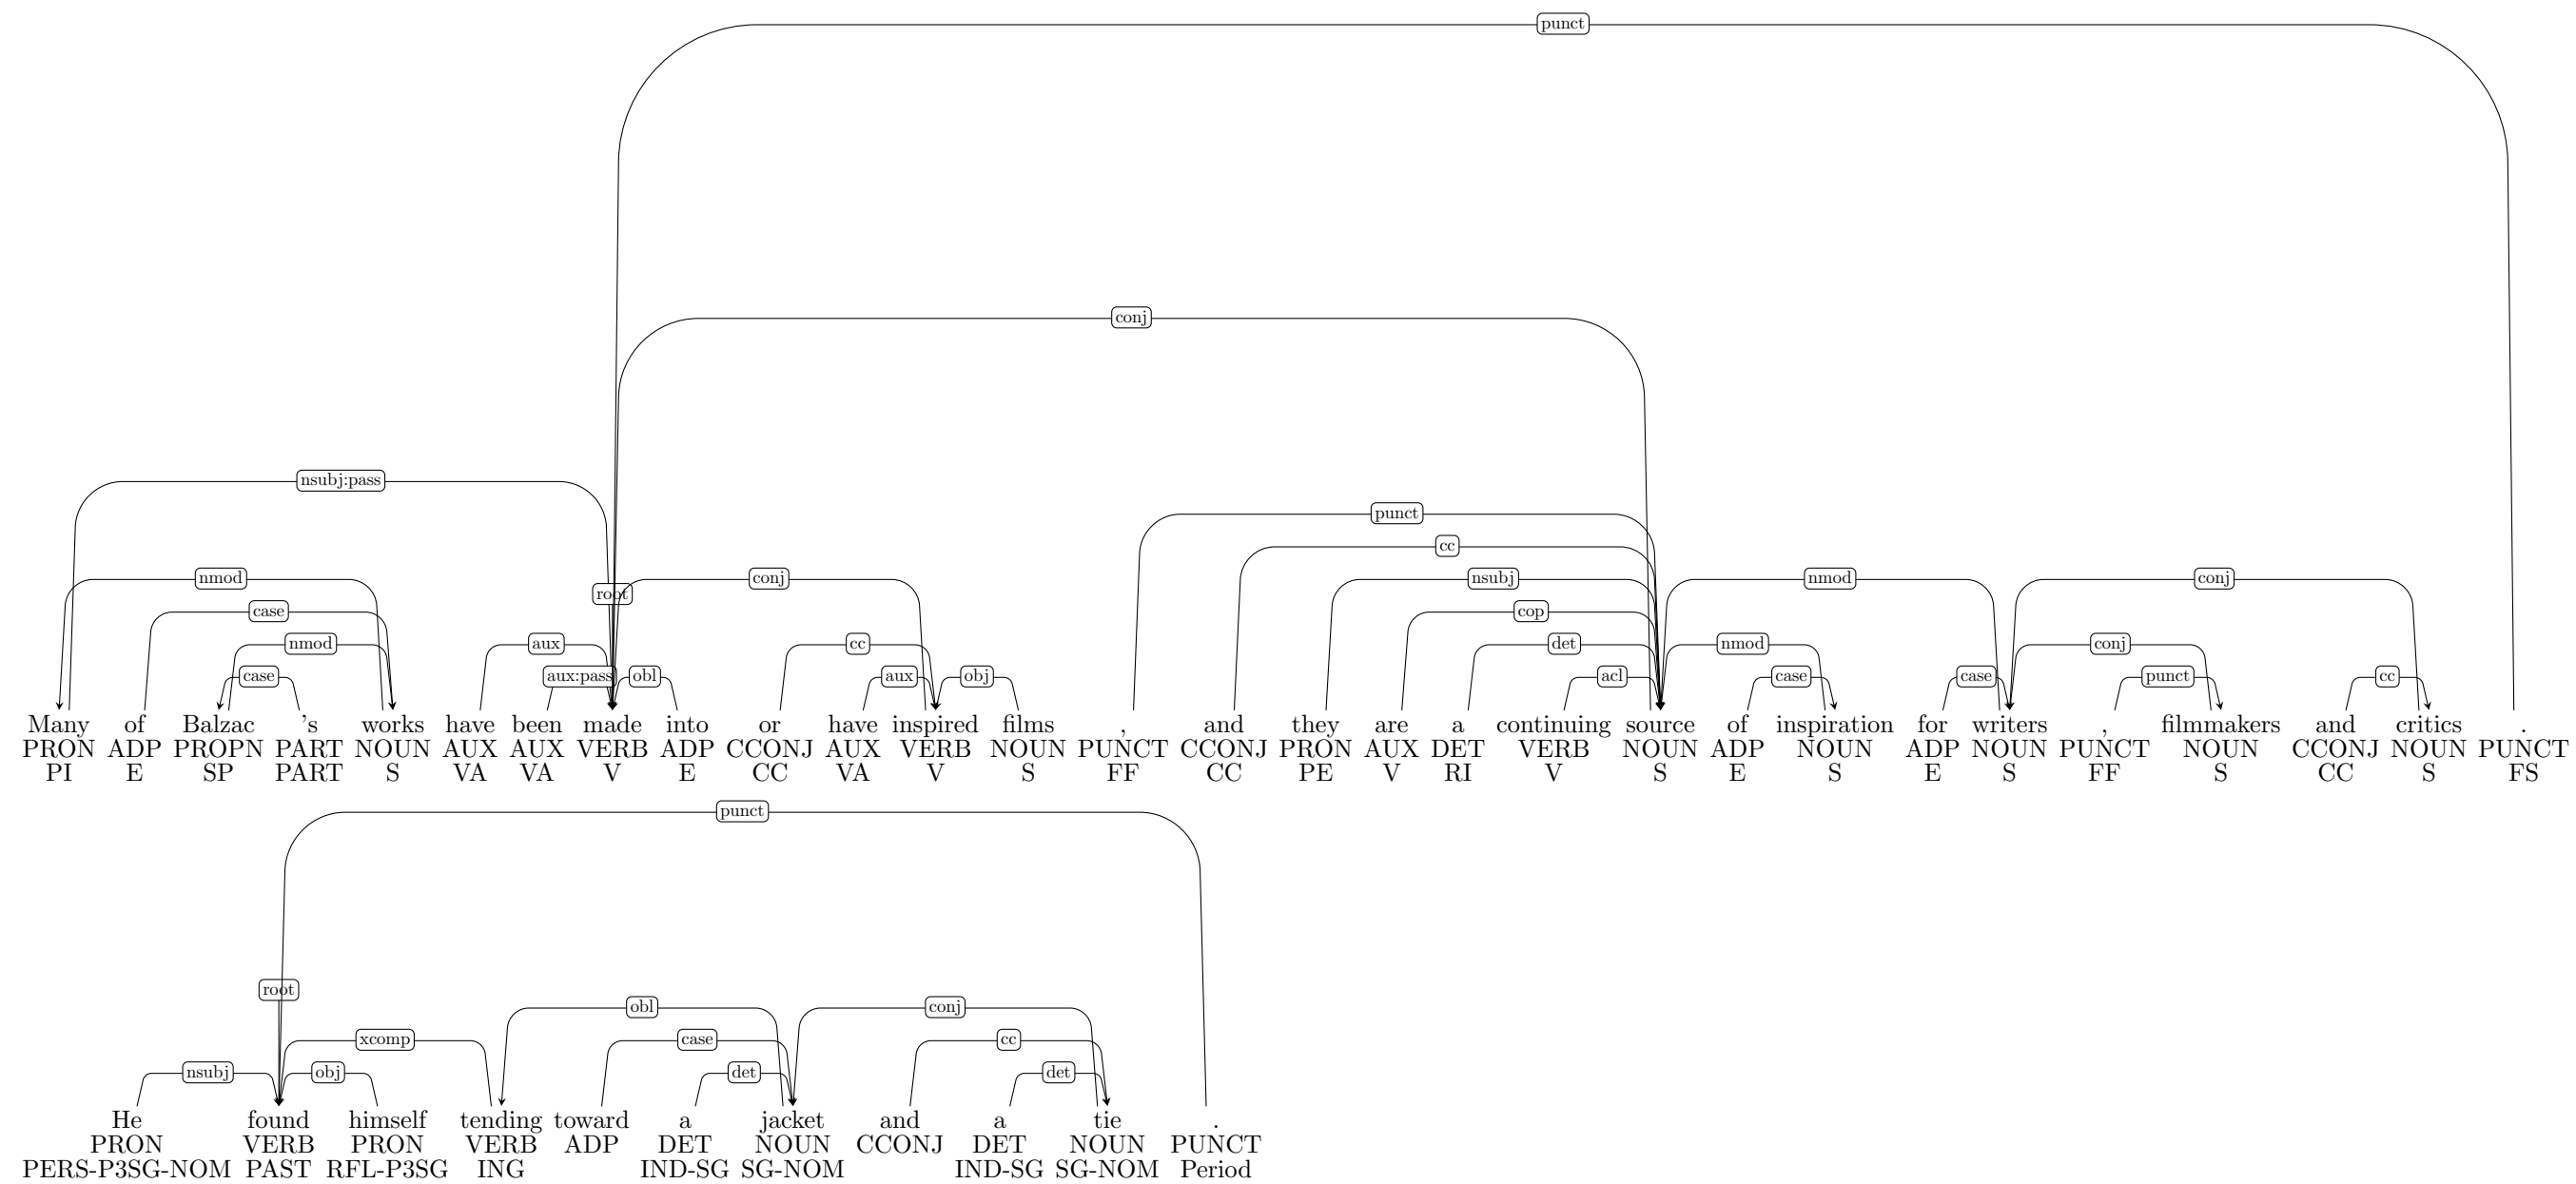 punct
conj
nsubj:pass
punct
cc
nmod root conj nsubj nmod conj
case cop
nmod aux cc det nmod conj
case aux:pass obl aux obj acl case case punct cc
Many of Balzac 's works have been made into or have inspired films , and they are a continuing source of inspiration for writers , filmmakers and critics .
PRON ADP PROPN PART NOUN AUX AUX VERB ADP CCONJ AUX VERB NOUN PUNCT CCONJ PRON AUX DET VERB NOUN ADP NOUN ADP NOUN PUNCT NOUN CCONJ NOUN PUNCT
PI E SP PART S VA VA V E CC VA V S FF CC PE V RI V S E S E S FF S CC S FS
punct
root
obl conj
xcomp case cc
nsubj obj det det
He found himself tending toward a jacket and a tie .
PRON VERB PRON VERB ADP DET NOUN CCONJ DET NOUN PUNCT
PERS-P3SG-NOM PAST RFL-P3SG ING IND-SG SG-NOM IND-SG SG-NOM Period